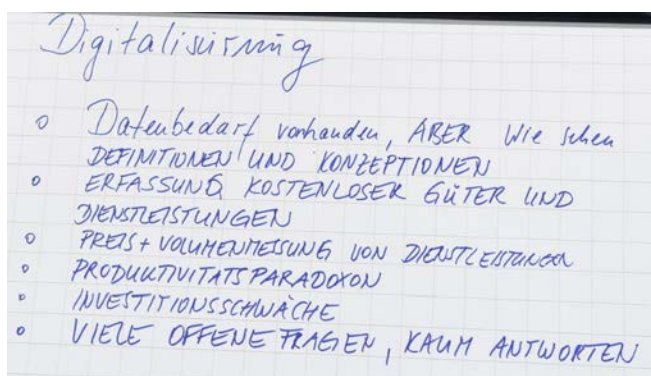 Digitalisierung
o Datenbedarf vorhanden, ABER Wie sehen
DEFINITIONEN UND KONZEPTIONEN
o ERFASSUNG KOSTENLOSER GÜTER UND
DIENSTLEISTUNGEN
o PREIS + VOLUMENMESSUNG VON DIENSTLEISTUNGEN
o PRODUKTIVITÄTSPARADOXON
o INVESTITIONSSCHWÄCHE
o VIELE OFFENE FRAGEN, KAUM ANTWORTEN